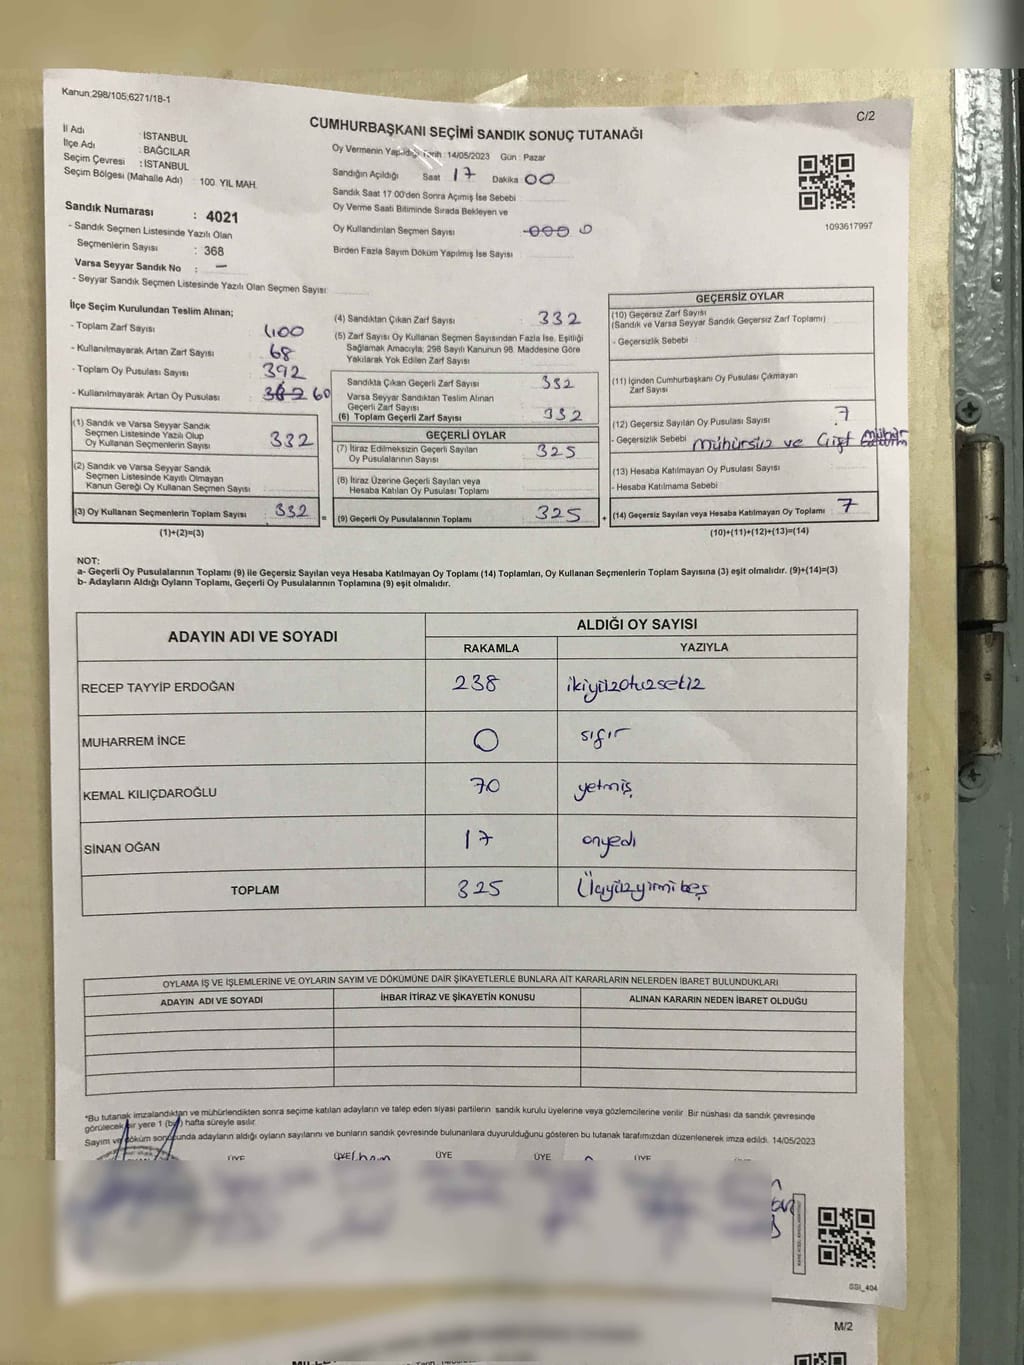 Kanun.298/105,6271/18-1
C/2
CUMHURBAŞKANI SEÇİMİ SANDIK SONUÇ TUTANAĞI
İl Adı : İSTANBUL
İlçe Adı : BAĞCILAR
Seçim Çevresi : İSTANBUL
Seçim Bölgesi (Mahalle Adı) : 100. YIL MAH.
Sandık Numarası : 4021
- Sandık Seçmen Listesinde Yazılı Olan
Seçmenlerin Sayısı : 368
Varsa Seyyar Sandık No : —
- Seyyar Sandık Seçmen Listesinde Yazılı Olan Seçmen Sayısı:
Oy Vermenin Yapıldığı Tarih : 14/05/2023 Gün : Pazar
Sandığın Açıldığı Saat 17 Dakika 00
Sandık Saat 17 00'den Sonra Açımış İse Sebebi
Oy Verme Saati Bitiminde Sırada Bekleyen ve
Oy Kullandırılan Seçmen Sayısı 000 0
Birden Fazla Sayım Döküm Yapılmış İse Sayısı
1093617997
İlçe Seçim Kurulundan Teslim Alınan;
- Toplam Zarf Sayısı 400
- Kullanılmayarak Artan Zarf Sayısı 68
- Toplam Oy Pusulası Sayısı 392
- Kullanılmayarak Artan Oy Pusulası 60
(1) Sandık ve Varsa Seyyar Sandık
Seçmen Listesinde Yazılı Olup
Oy Kullanan Seçmenlerin Sayısı 332
(2) Sandık ve Varsa Seyyar Sandık
Seçmen Listesinde Kayıtlı Olmayan
Kanun Gereği Oy Kullanan Seçmen Sayısı
(3) Oy Kullanan Seçmenlerin Toplam Sayısı 332
(1)+(2)=(3)
(4) Sandıktan Çıkan Zarf Sayısı 332
(5) Zarf Sayısı Oy Kullanan Seçmen Sayısından Fazla İse, Eşitliği
Sağlamak Amacıyla; 298 Sayılı Kanunun 98. Maddesine Göre
Yakılarak Yok Edilen Zarf Sayısı
Sandıkta Çıkan Geçerli Zarf Sayısı 332
Varsa Seyyar Sandıktan Teslim Alınan
Geçerli Zarf Sayısı
(6) Toplam Geçerli Zarf Sayısı 332
GEÇERLİ OYLAR
(7) İtiraz Edilmeksizin Geçerli Sayılan
Oy Pusulalarının Sayısı 325
(8) İtiraz Üzerine Geçerli Sayılan veya
Hesaba Katılan Oy Pusulası Toplamı
= (9) Geçerli Oy Pusulalarının Toplamı 325
GEÇERSİZ OYLAR
(10) Geçersiz Zarf Sayısı
(Sandık ve Varsa Seyyar Sandık Geçersiz Zarf Toplamı)
- Geçersizlik Sebebi
(11) İçinden Cumhurbaşkanı Oy Pusulası Çıkmayan
Zarf Sayısı
(12) Geçersiz Sayılan Oy Pusulası Sayısı 7
- Geçersizlik Sebebi mühürsüz ve Çift mühür
(13) Hesaba Katılmayan Oy Pusulası Sayısı
- Hesaba Katılmama Sebebi
+ (14) Geçersiz Sayılan veya Hesaba Katılmayan Oy Toplamı 7
(10)+(11)+(12)+(13)=(14)
NOT:
a- Geçerli Oy Pusulalarının Toplamı (9) ile Geçersiz Sayılan veya Hesaba Katılmayan Oy Toplamı (14) Toplamları, Oy Kullanan Seçmenlerin Toplam Sayısına (3) eşit olmalıdır. (9)+(14)=(3)
b- Adayların Aldığı Oyların Toplamı, Geçerli Oy Pusulalarının Toplamına (9) eşit olmalıdır.
ADAYIN ADI VE SOYADI
ALDIĞI OY SAYISI
RAKAMLA YAZIYLA
RECEP TAYYİP ERDOĞAN 238 ikiyüzotuzsekiz
MUHARREM İNCE 0 sıfır
KEMAL KILIÇDAROĞLU 70 yetmiş
SİNAN OĞAN 17 onyedi
TOPLAM 325 Üçyüzyirmibeş
OYLAMA İŞ VE İŞLEMLERİNE VE OYLARIN SAYIM VE DÖKÜMÜNE DAİR ŞİKAYETLERLE BUNLARA AİT KARARLARIN NELERDEN İBARET BULUNDUKLARI
ADAYIN ADI VE SOYADI İHBAR İTİRAZ VE ŞİKAYETİN KONUSU ALINAN KARARIN NEDEN İBARET OLDUĞU
*Bu tutanak imzalandıktan ve mühürlendikten sonra seçime katılan adayların ve talep eden siyasi partilerin sandık kurulu üyelerine veya gözlemcilerine verilir. Bir nüshası da sandık çevresinde
görülecek bir yere 1 (bir) hafta süreyle asılır.
Sayım ve döküm sonucunda adayların aldığı oyların sayılarını ve bunların sandık çevresinde bulunanlara duyurulduğunu gösteren bu tutanak tarafımızdan düzenlenerek imza edildi. 14/05/2023
ÜYE ÜYE ÜYE ÜYE ÜYE
SSI_404
M/2